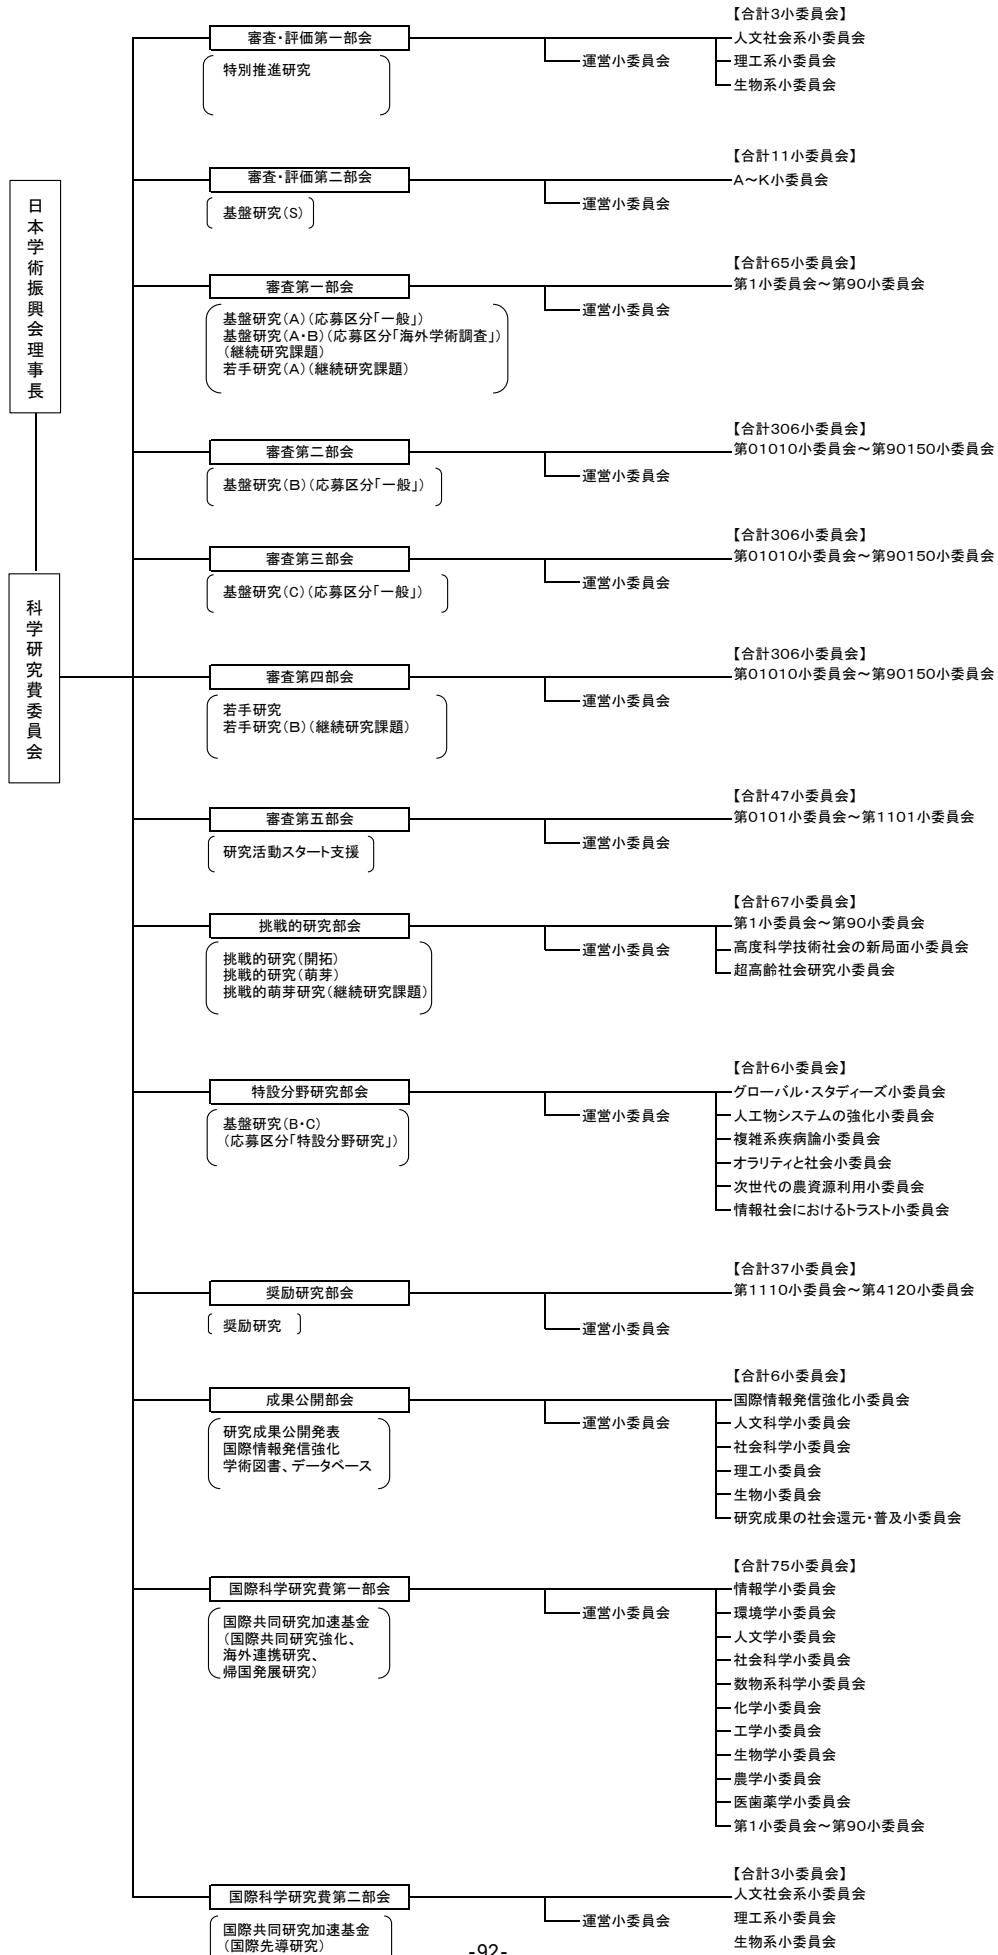 日本学術振興会理事長
科学研究費委員会
【合計3小委員会】
審査・評価第一部会
人文社会系小委員会
特別推進研究
運営小委員会
理工系小委員会
生物系小委員会
【合計11小委員会】
審査・評価第二部会
A～K小委員会
基盤研究(S)
運営小委員会
【合計65小委員会】
審査第一部会
第1小委員会～第90小委員会
運営小委員会
基盤研究(A)(応募区分「一般」)
基盤研究(A・B)(応募区分「海外学術調査」)
(継続研究課題)
若手研究(A)(継続研究課題)
【合計306小委員会】
審査第二部会
第01010小委員会～第90150小委員会
基盤研究(B)(応募区分「一般」)
運営小委員会
【合計306小委員会】
審査第三部会
第01010小委員会～第90150小委員会
基盤研究(C)(応募区分「一般」)
運営小委員会
【合計306小委員会】
審査第四部会
第01010小委員会～第90150小委員会
運営小委員会
若手研究
若手研究(B)(継続研究課題)
【合計47小委員会】
審査第五部会
第0101小委員会～第1101小委員会
研究活動スタート支援
運営小委員会
【合計67小委員会】
挑戦的研究部会
第1小委員会～第90小委員会
運営小委員会
高度科学技術社会の新局面小委員会
超高齢社会研究小委員会
挑戦的研究(開拓)
挑戦的研究(萌芽)
挑戦的萌芽研究(継続研究課題)
【合計6小委員会】
特設分野研究部会
グローバル・スタディーズ小委員会
運営小委員会
人工物システムの強化小委員会
基盤研究(B・C)
(応募区分「特設分野研究」)
複雑系疾病論小委員会
オラリティと社会小委員会
次世代の農資源利用小委員会
情報社会におけるトラスト小委員会
【合計37小委員会】
奨励研究部会
第1110小委員会～第4120小委員会
奨励研究
運営小委員会
【合計6小委員会】
成果公開部会
国際情報発信強化小委員会
運営小委員会
人文科学小委員会
研究成果公開発表
国際情報発信強化
学術図書、データベース
社会科学小委員会
理工小委員会
生物小委員会
研究成果の社会還元・普及小委員会
【合計75小委員会】
国際科学研究費第一部会
情報学小委員会
運営小委員会
環境学小委員会
国際共同研究加速基金
(国際共同研究強化、
海外連携研究、
帰国発展研究)
人文学小委員会
社会科学小委員会
数物系科学小委員会
化学小委員会
工学小委員会
生物学小委員会
農学小委員会
医歯薬学小委員会
第1小委員会～第90小委員会
【合計3小委員会】
国際科学研究費第二部会
人文社会系小委員会
運営小委員会
理工系小委員会
国際共同研究加速基金
(国際先導研究)
生物系小委員会
-92-